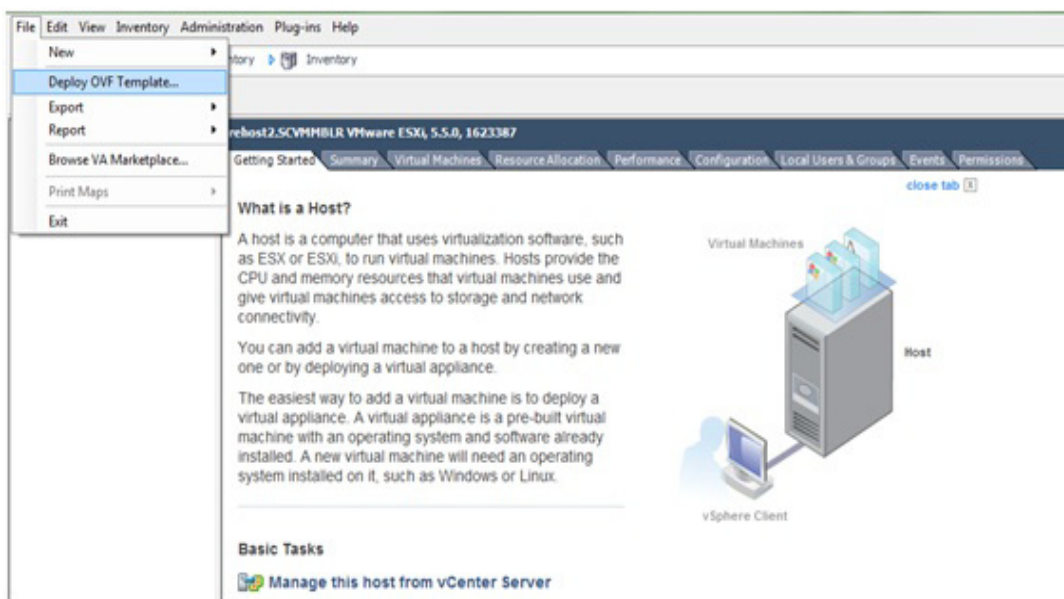 File Edit View Inventory Administration Plug-ins Help
New
Deploy OVF Template...
Export
Report
Browse VA Marketplace...
Print Maps
Exit
Inventory
VMware ESXi, 5.5.0, 1623387
Getting Started Summary Virtual Machines Resource Allocation Performance Configuration Local Users & Groups Events Permissions
close tab
What is a Host?
A host is a computer that uses virtualization software, such
as ESX or ESXi, to run virtual machines. Hosts provide the
CPU and memory resources that virtual machines use and
give virtual machines access to storage and network
connectivity.
You can add a virtual machine to a host by creating a new
one or by deploying a virtual appliance.
The easiest way to add a virtual machine is to deploy a
virtual appliance. A virtual appliance is a pre-built virtual
machine with an operating system and software already
installed. A new virtual machine will need an operating
system installed on it, such as Windows or Linux.
Virtual Machines
Host
vSphere Client
Basic Tasks
Manage this host from vCenter Server